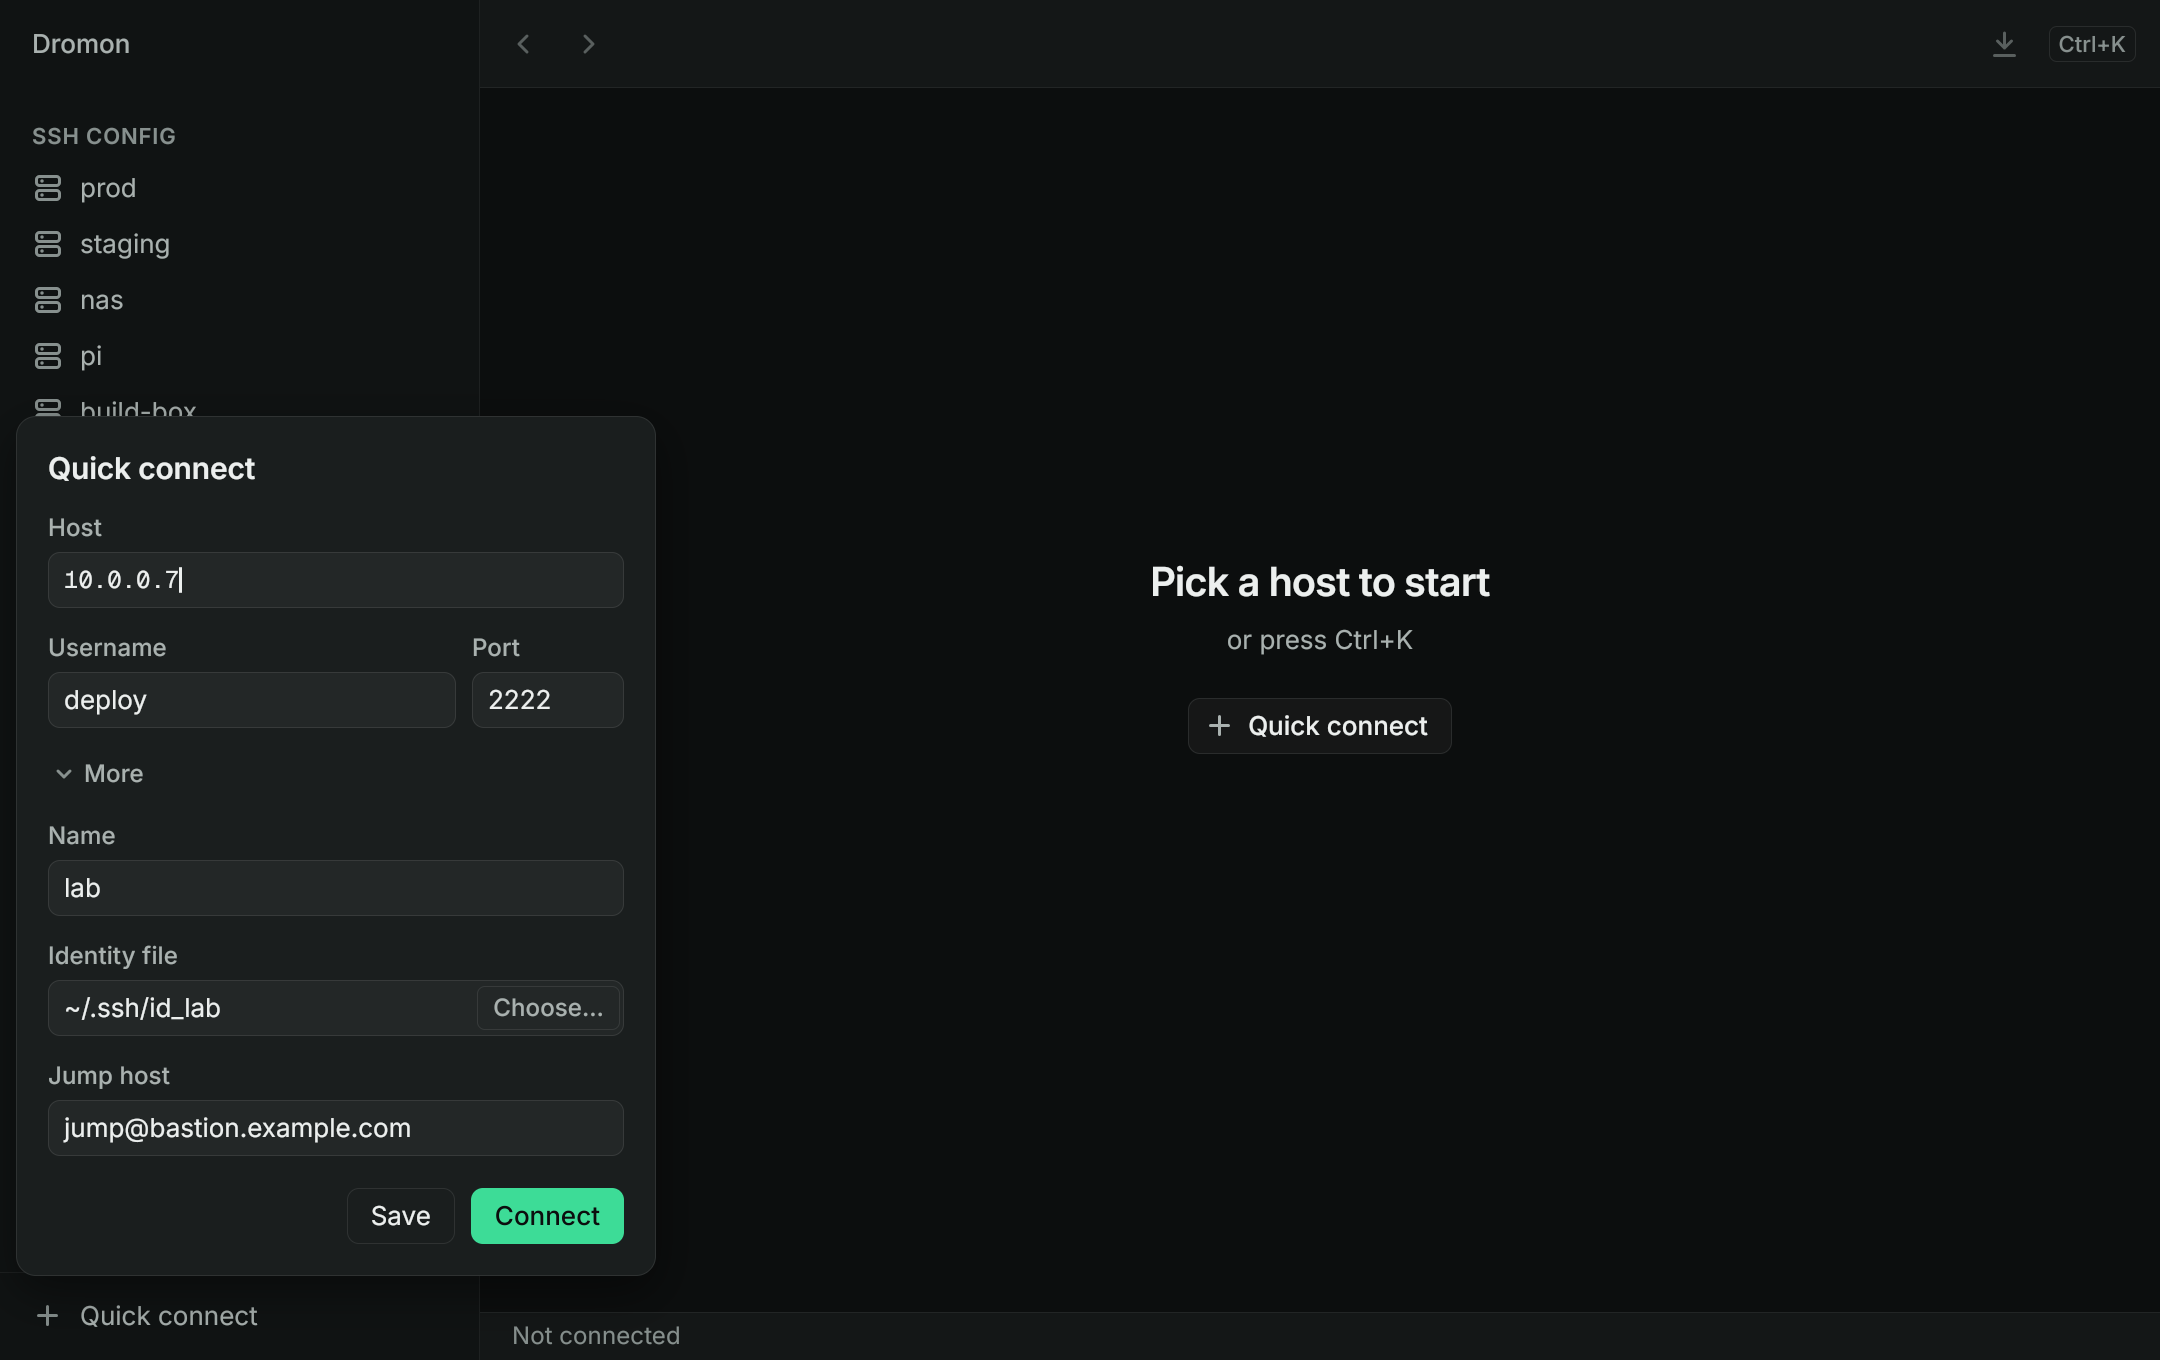 Dromon
Ctrl+K
SSH CONFIG
prod
staging
nas
pi
build-box
Quick connect
Host
10.0.0.7
Username Port
deploy 2222
More
Name
lab
Identity file
~/.ssh/id_lab Choose...
Jump host
jump@bastion.example.com
Save Connect
Quick connect
Pick a host to start
or press Ctrl+K
Quick connect
Not connected